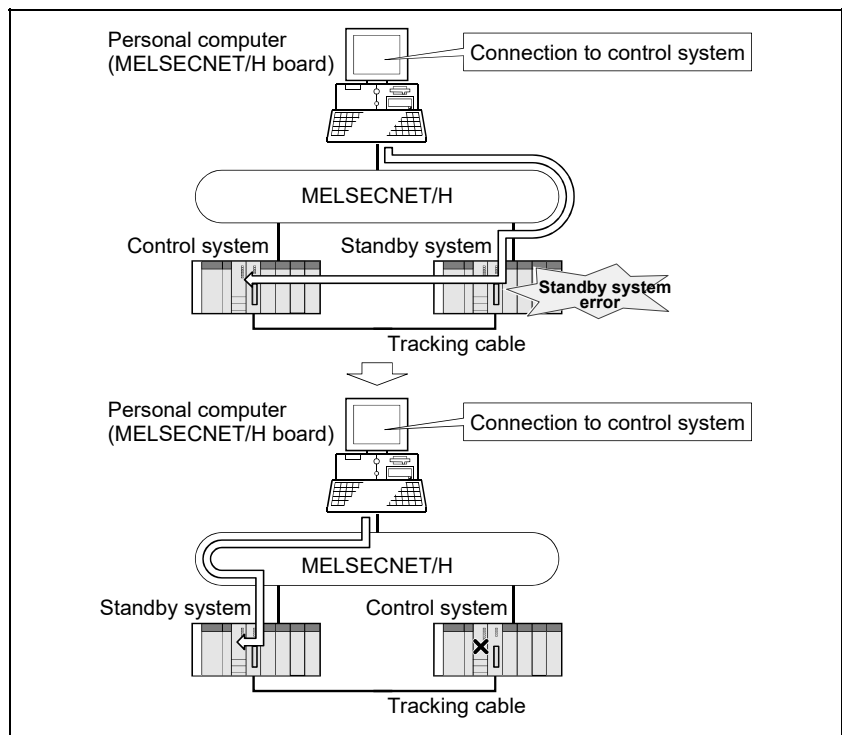 Personal computer
(MELSECNET/H board)
Connection to control system
MELSECNET/H
Control system
Standby system
Standby system
error
Tracking cable
Personal computer
(MELSECNET/H board)
Connection to control system
MELSECNET/H
Standby system
Control system
Tracking cable